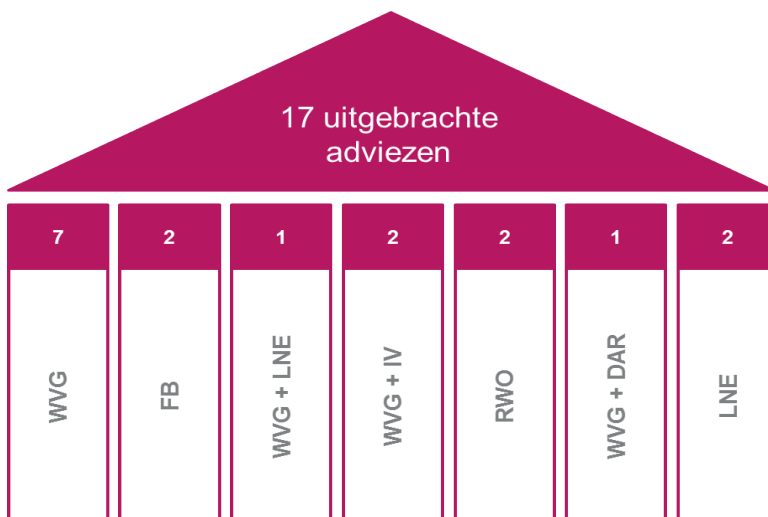 17 uitgebrachte
adviezen
7
2
1
2
2
1
2
WVG
FB
WVG + LNE
WVG + IV
RWO
WVG + DAR
LNE